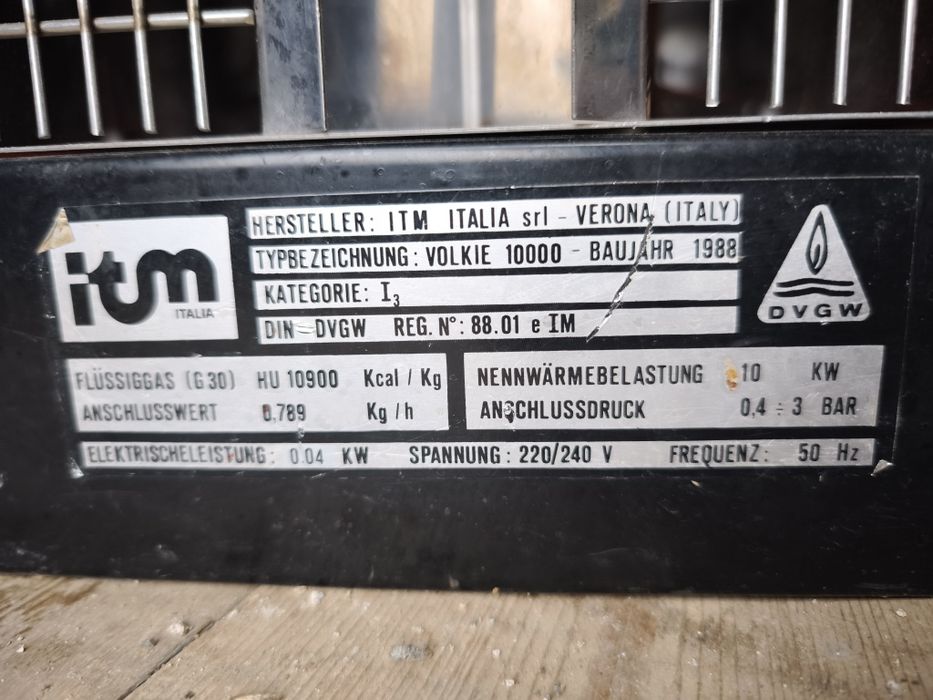 itm
ITALIA
HERSTELLER: ITM ITALIA srl - VERONA (ITALY)
TYPBEZEICHNUNG: VOLKIE 10000 - BAUJAHR 1988
KATEGORIE: I₃
DIN - DVGW REG. N°: 88.01 e IM
DVGW
FLÜSSIGGAS (G30) HU 10900 Kcal / Kg
ANSCHLUSSWERT 0.789 Kg / h
NENNWÄRMEBELASTUNG 10 KW
ANSCHLUSSDRUCK 0,4 ÷ 3 BAR
ELEKTRISCHELEISTUNG: 0.04 KW SPANNUNG: 220/240 V FREQUENZ: 50 Hz